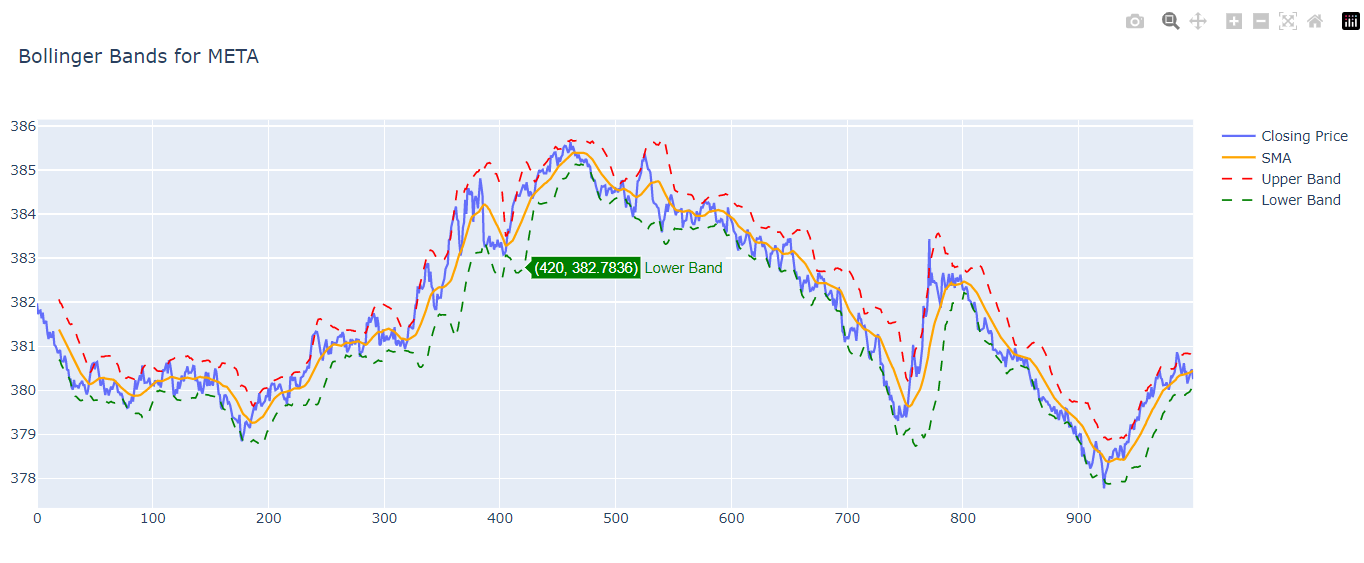 Bollinger Bands for META
386
385
384
383
382
381
380
379
378
(420, 382.7836) Lower Band
0 100 200 300 400 500 600 700 800 900
Closing Price
SMA
Upper Band
Lower Band